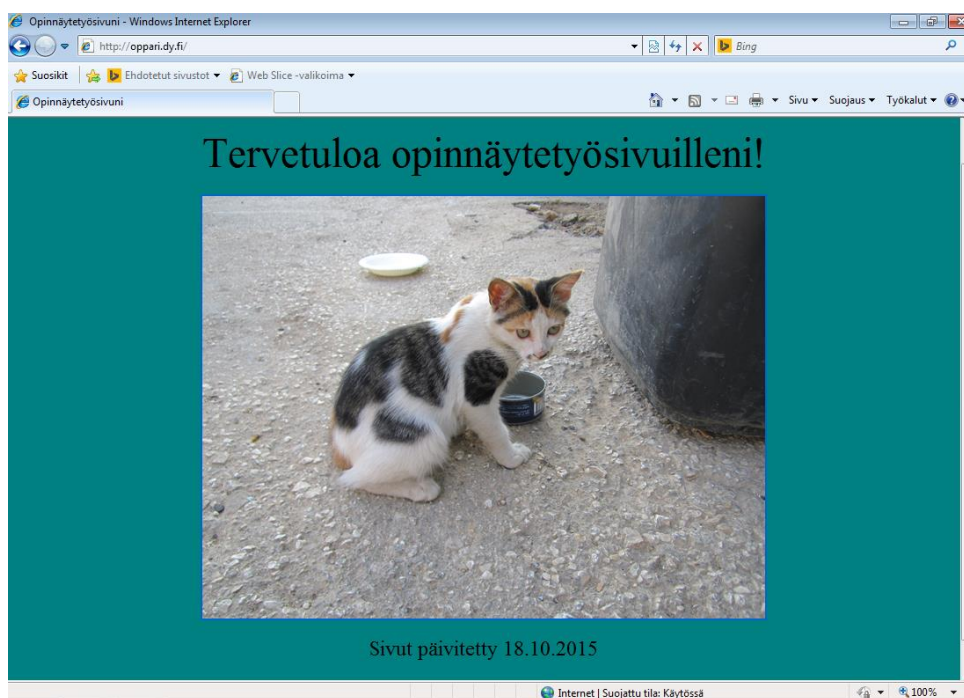 Opinnäytetyösivuni - Windows Internet Explorer
http://oppari.dy.fi/
Bing
Suosikit Ehdotetut sivustot Web Slice -valikoima
Opinnäytetyösivuni
Sivu Suojaus Työkalut
Tervetuloa opinnäytetyösivuilleni!
Sivut päivitetty 18.10.2015
Internet | Suojattu tila: Käytössä
100%